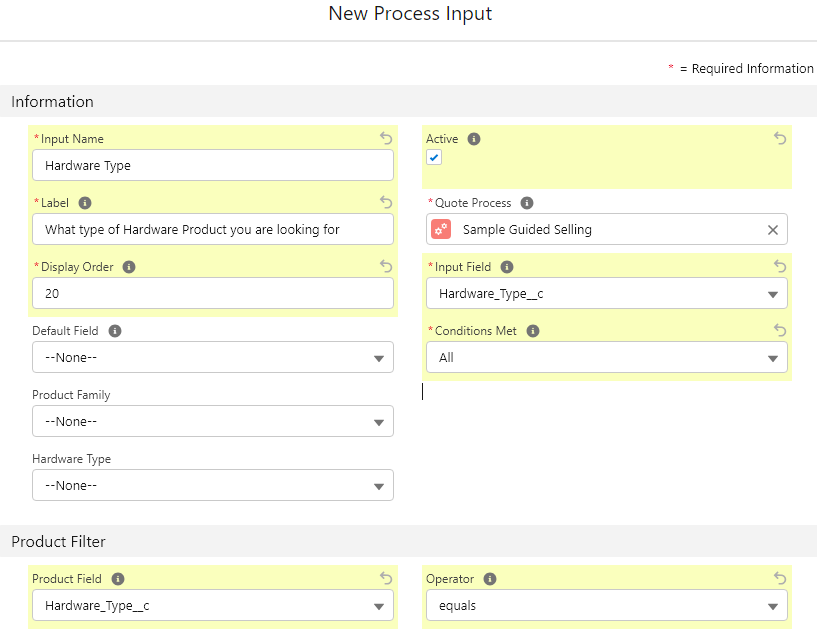 New Process Input
* = Required Information
Information
*Input Name
Hardware Type
Active
*Label
What type of Hardware Product you are looking for
*Quote Process
Sample Guided Selling
*Display Order
20
*Input Field
Hardware_Type__c
Default Field
--None--
*Conditions Met
All
Product Family
--None--
Hardware Type
--None--
Product Filter
Product Field
Hardware_Type__c
Operator
equals